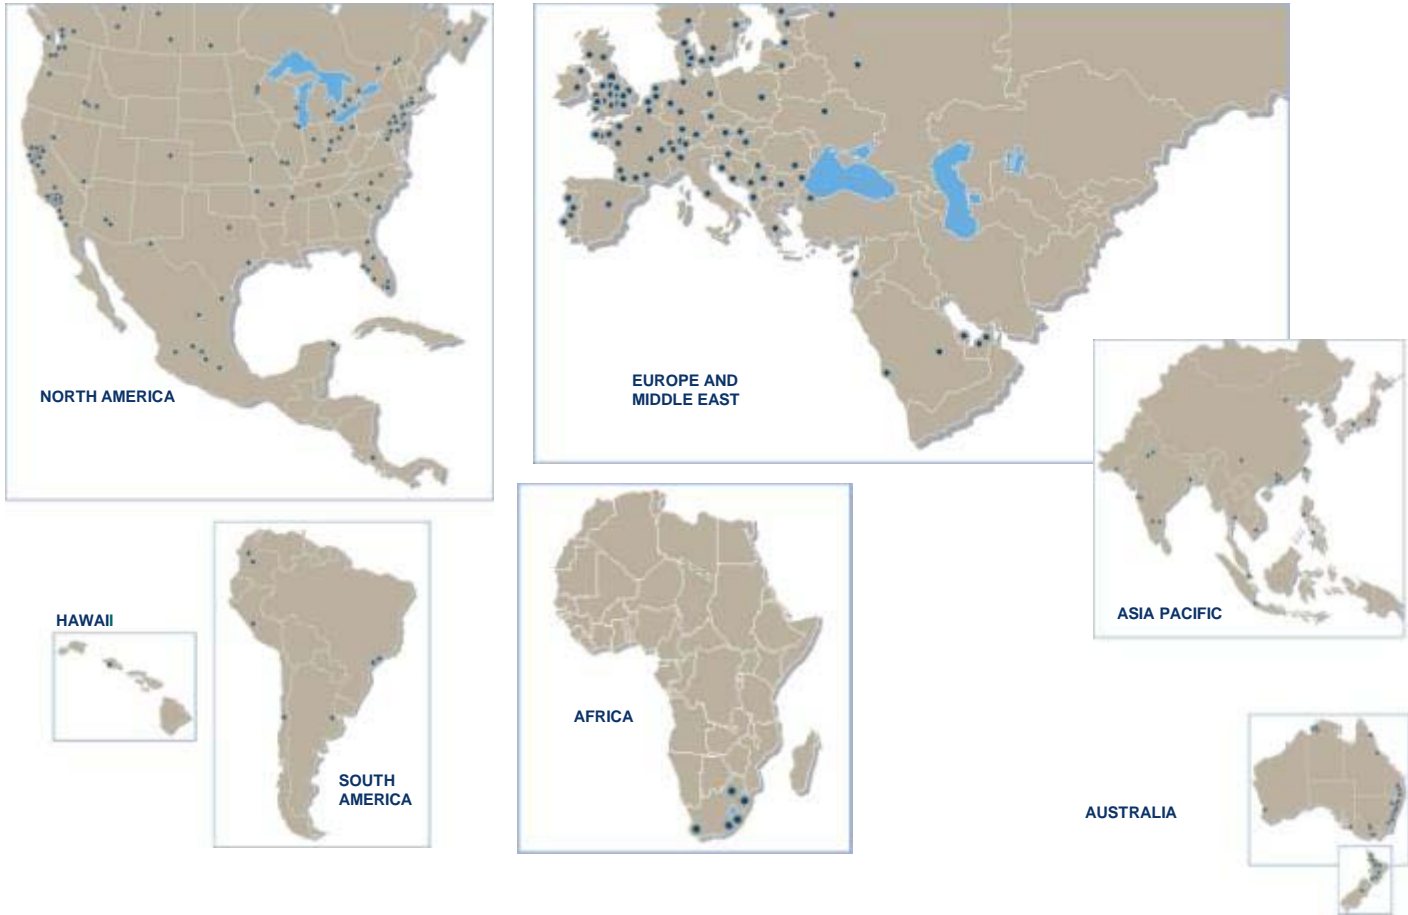 NORTH AMERICA
EUROPE AND
MIDDLE EAST
ASIA PACIFIC
HAWAII
AFRICA
SOUTH
AMERICA
AUSTRALIA